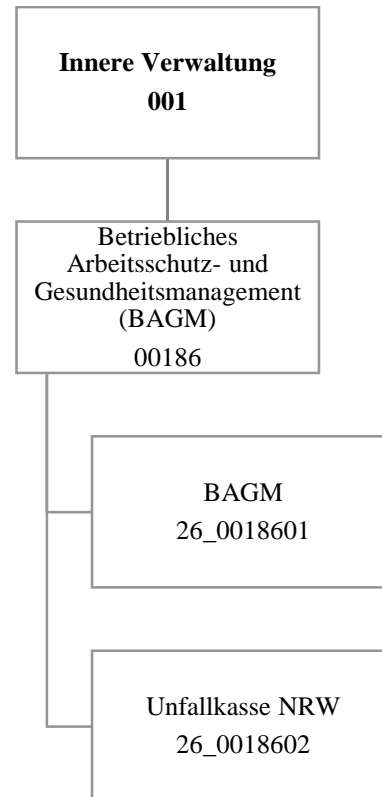 Innere Verwaltung
001
Betriebliches
Arbeitsschutz- und
Gesundheitsmanagement
(BAGM)
00186
BAGM
26_0018601
Unfallkasse NRW
26_0018602